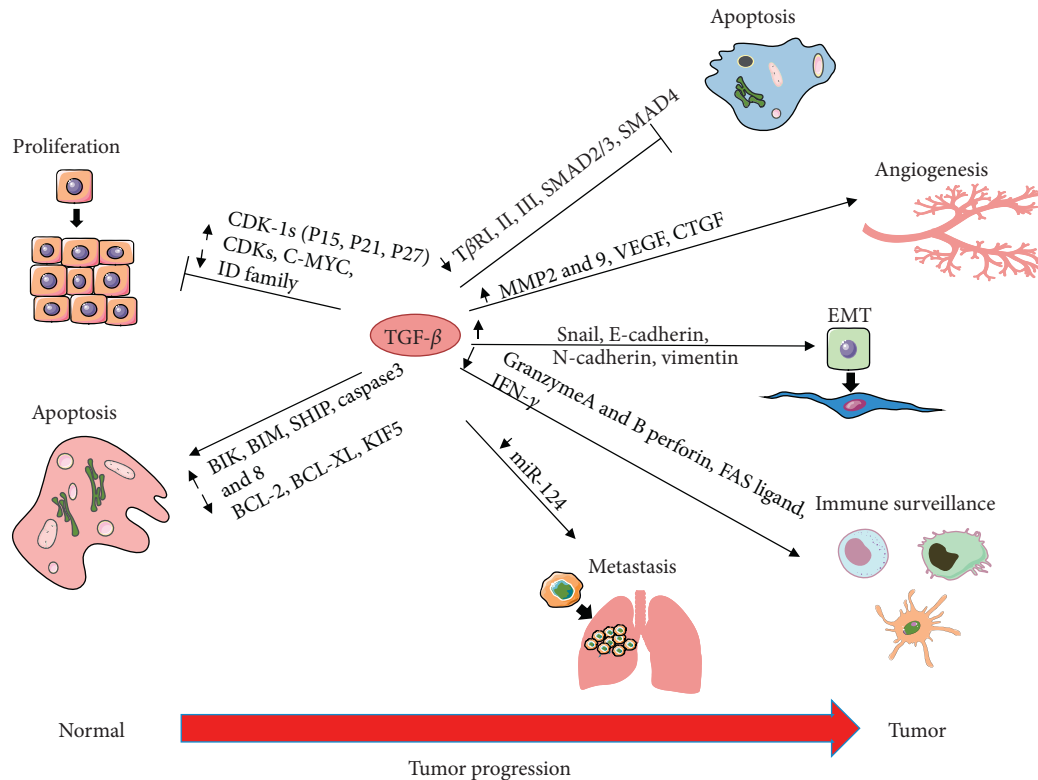 Apoptosis
Proliferation
TβRI, II, III, SMAD2/3, SMAD4
Angiogenesis
CDK-1s (P15, P21, P27)
CDKs, C-MYC,
ID family
MMP2 and 9, VEGF, CTGF
TGF-β
Snail, E-cadherin,
N-cadherin, vimentin
EMT
GranzymeA and B perforin, FAS ligand,
IFN-γ
Apoptosis
BIK, BIM, SHIP, caspase3
and 8
BCL-2, BCL-XL, KIF5
miR-124
Immune surveillance
Metastasis
Normal
Tumor
Tumor progression